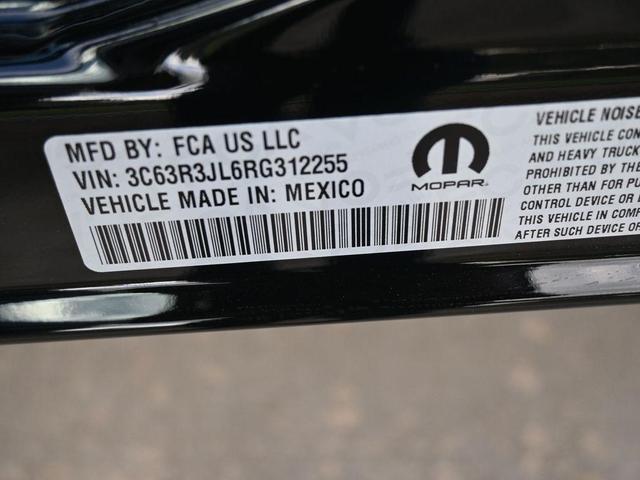 MFD BY: FCA US LLC
VIN: 3C63R3JL6RG312255
VEHICLE MADE IN: MEXICO
MOPAR
VEHICLE NOISE
THIS VEHICLE CON
AND HEAVY TRUCK
PROHIBITED BY THE
OTHER THAN FOR PU
CONTROL DEVICE OR E
THIS VEHICLE IN COMP
AFTER SUCH DEVICE OR